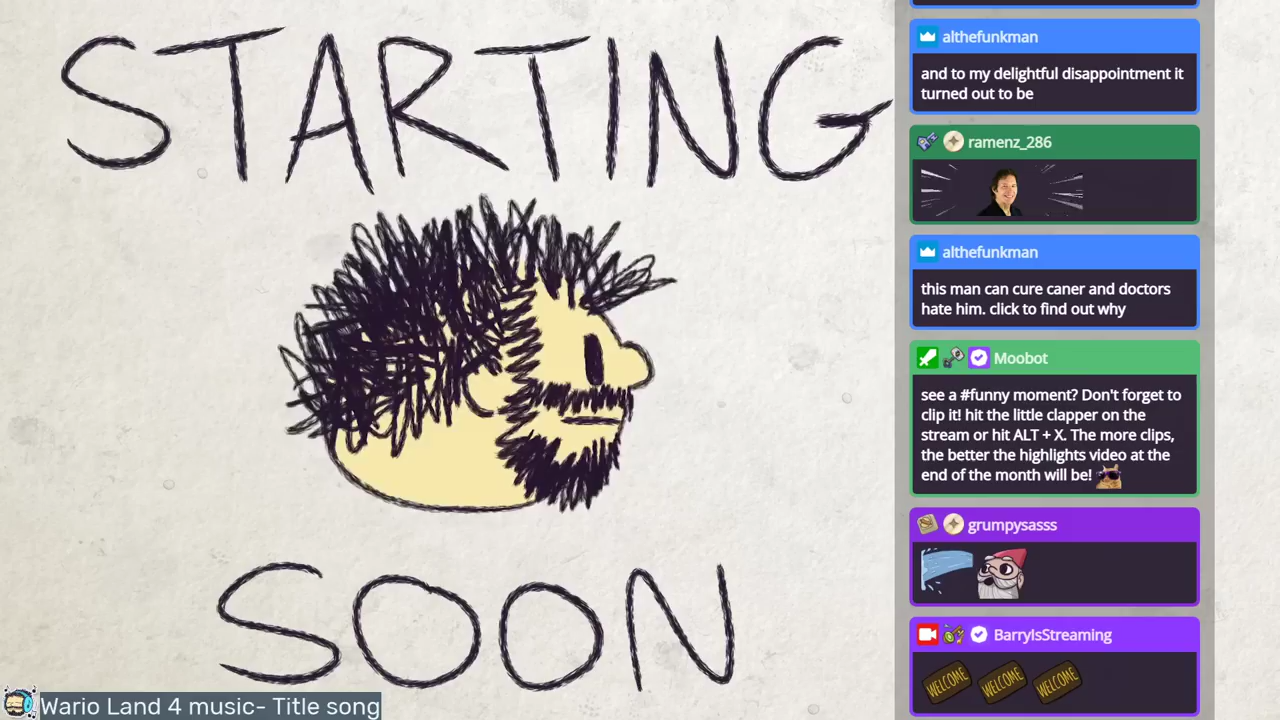 STARTING
SOON
Wario Land 4 music- Title song
althefunkman
and to my delightful disappointment it
turned out to be
ramenz_286
althefunkman
this man can cure caner and doctors
hate him. click to find out why
Moobot
see a #funny moment? Don't forget to
clip it! hit the little clapper on the
stream or hit ALT + X. The more clips,
the better the highlights video at the
end of the month will be!
grumpysasss
BarryIsStreaming
WELCOME WELCOME WELCOME